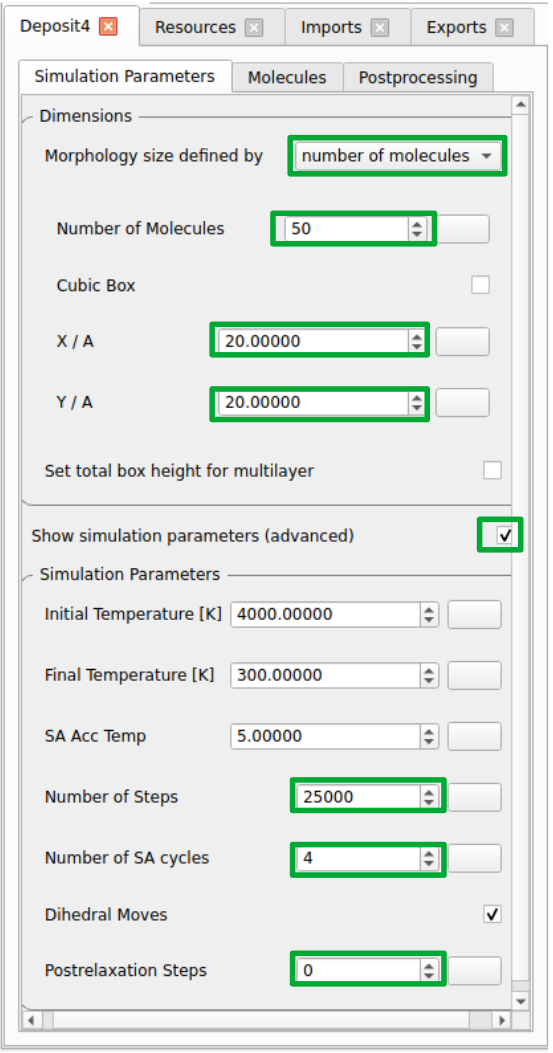 Deposit4 Resources Imports Exports
Simulation Parameters Molecules Postprocessing
Dimensions
Morphology size defined by number of molecules
Number of Molecules 50
Cubic Box
X / A 20.00000
Y / A 20.00000
Set total box height for multilayer
Show simulation parameters (advanced)
Simulation Parameters
Initial Temperature [K] 4000.00000
Final Temperature [K] 300.00000
SA Acc Temp 5.00000
Number of Steps 25000
Number of SA cycles 4
Dihedral Moves
Postrelaxation Steps 0